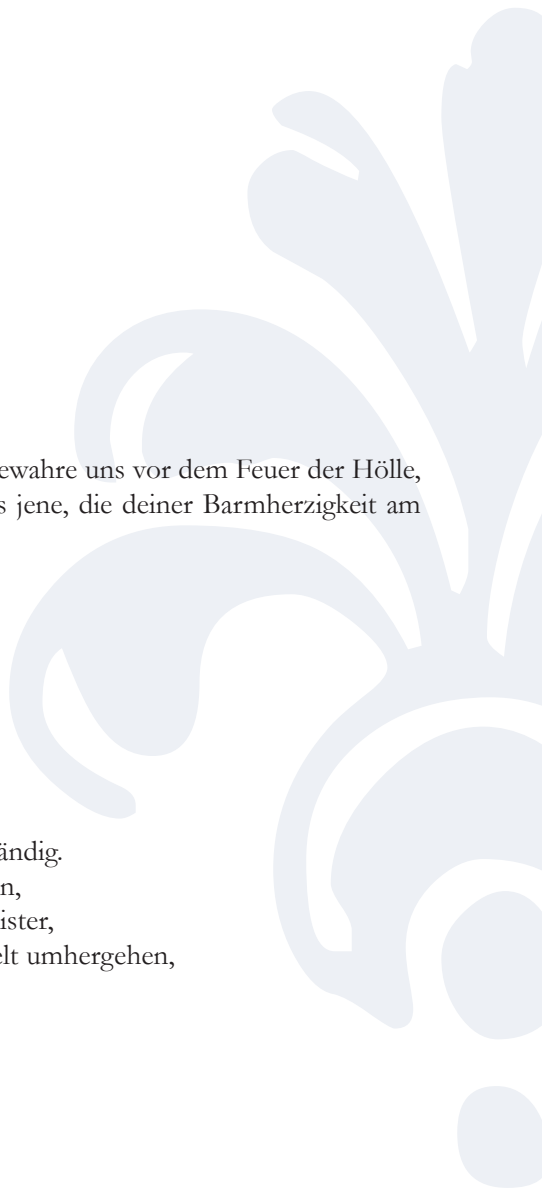 ewahre uns vor dem Feuer der Hölle,
s jene, die deiner Barmherzigkeit am
ändig.
n,
ister,
elt umhergehen,